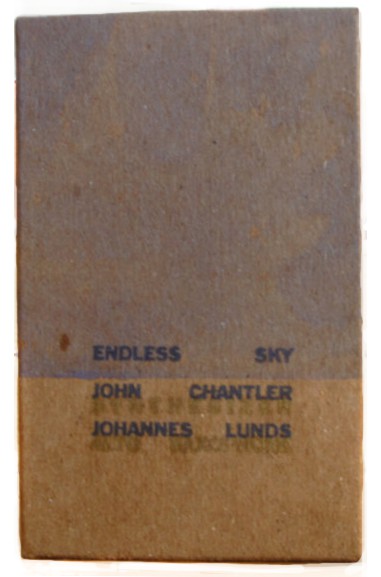 ENDLESS SKY
JOHN CHANTLER
JOHANNES LUNDS